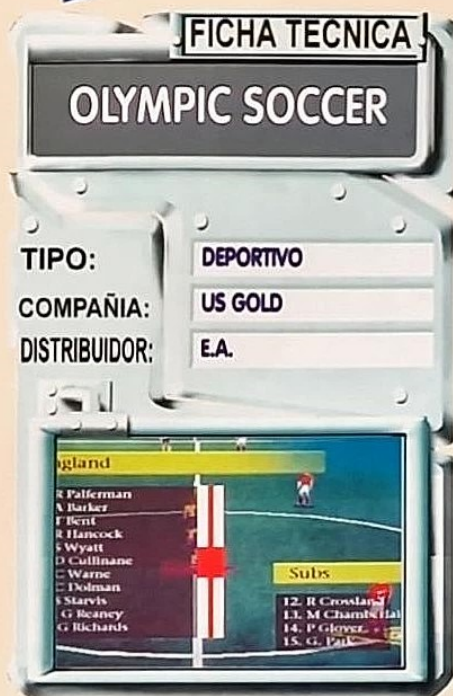 FICHA TECNICA
OLYMPIC SOCCER
TIPO: DEPORTIVO
COMPAÑIA: US GOLD
DISTRIBUIDOR: E.A.
gland
R Palferman
A Barker
T Bent
R Hancock
S Wyatt
D Cullinane
C Warne
C Dolman
S Starvis
G Reaney
G Richards
Subs
12. R Crossland
13. M Chamberlai
14. P Glover
15. G. Park